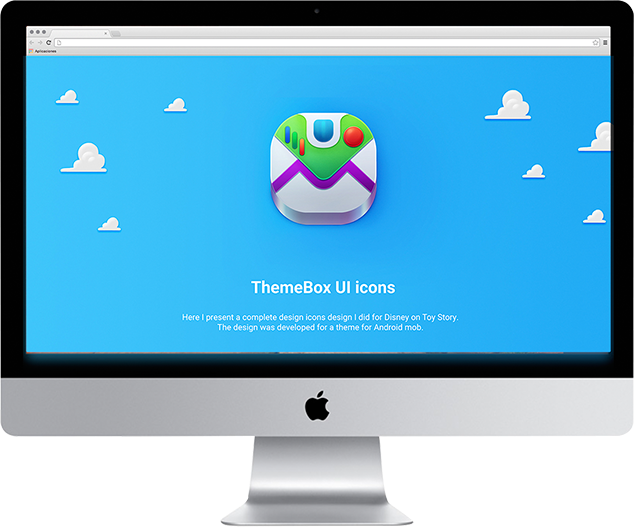 Aplicaciones
ThemeBox UI icons
Here I present a complete design icons design I did for Disney on Toy Story.
The design was developed for a theme for Android mob.